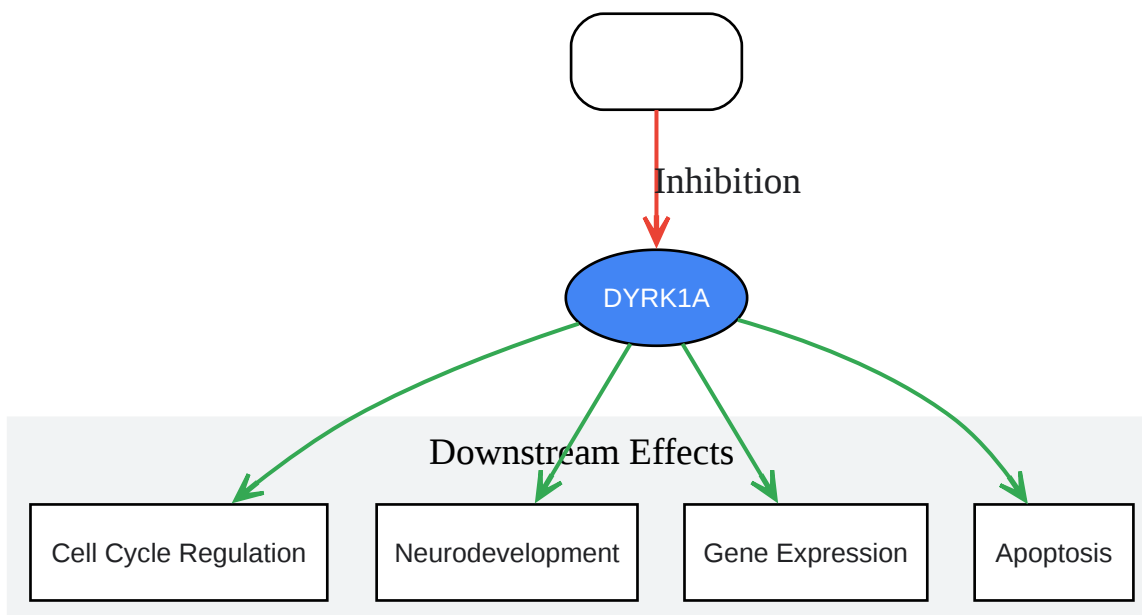 Inhibition
DYRK1A
Downstream Effects
Cell Cycle Regulation
Neurodevelopment
Gene Expression
Apoptosis